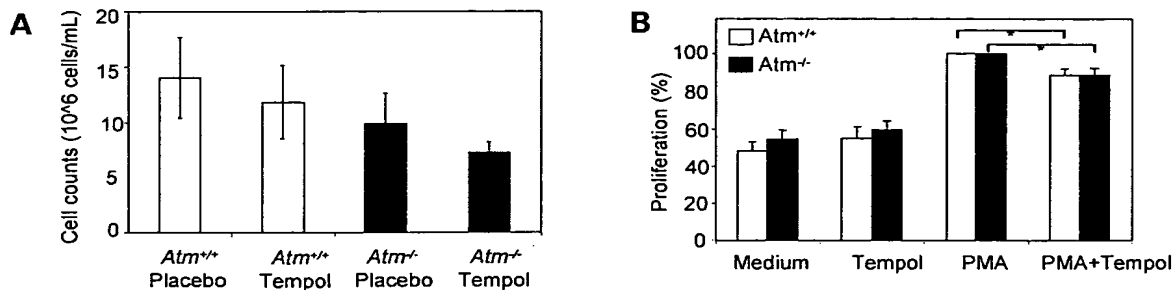 A
Cell counts (10^6 cells/mL)
20
15
10
5
0
Atm+/+ Atm+/+ Atm-/- Atm-/-
Placebo Tempol Placebo Tempol
B
Proliferation (%)
Atm+/+
Atm-/-
*
*
100
80
60
40
20
0
Medium Tempol PMA PMA+Tempol